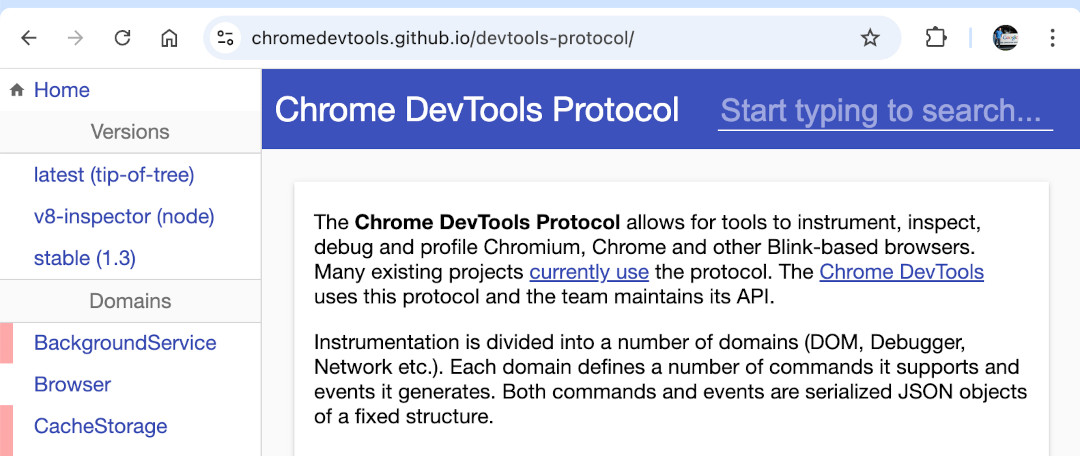 chromedevtools.github.io/devtools-protocol/
Home
Versions
latest (tip-of-tree)
v8-inspector (node)
stable (1.3)
Domains
BackgroundService
Browser
CacheStorage
Chrome DevTools Protocol
Start typing to search...
The Chrome DevTools Protocol allows for tools to instrument, inspect,
debug and profile Chromium, Chrome and other Blink-based browsers.
Many existing projects currently use the protocol. The Chrome DevTools
uses this protocol and the team maintains its API.
Instrumentation is divided into a number of domains (DOM, Debugger,
Network etc.). Each domain defines a number of commands it supports and
events it generates. Both commands and events are serialized JSON objects
of a fixed structure.